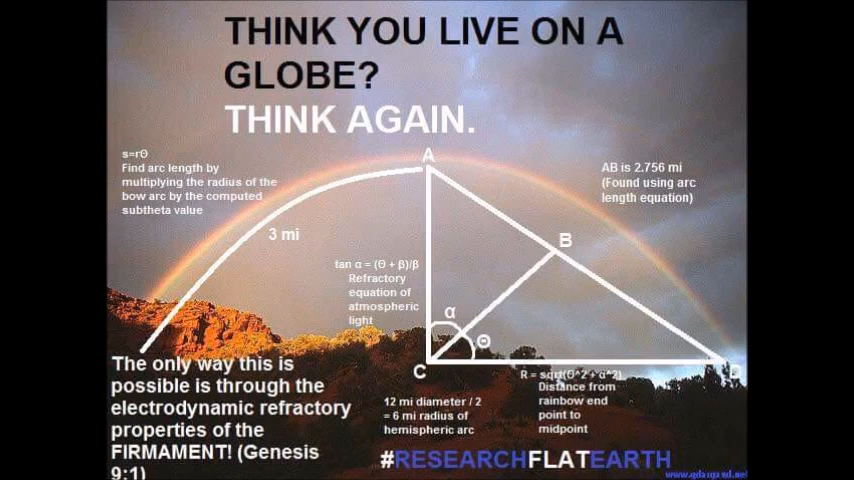 THINK YOU LIVE ON A
GLOBE?
THINK AGAIN.
s=rΘ
Find arc length by
multiplying the radius of the
bow arc by the computed
subtheta value
A
AB is 2.756 mi
(Found using arc
length equation)
3 mi
B
tan α = (Θ + β)/β
Refractory
equation of
atmospheric
light
α
Θ
C
D
The only way this is
possible is through the
electrodynamic refractory
properties of the
FIRMAMENT! (Genesis
9:1)
12 mi diameter / 2
= 6 mi radius of
hemispheric arc
R = sqrt(Θ^2 + α^2)
Distance from
rainbow end
point to
midpoint
#RESEARCHFLATEARTH